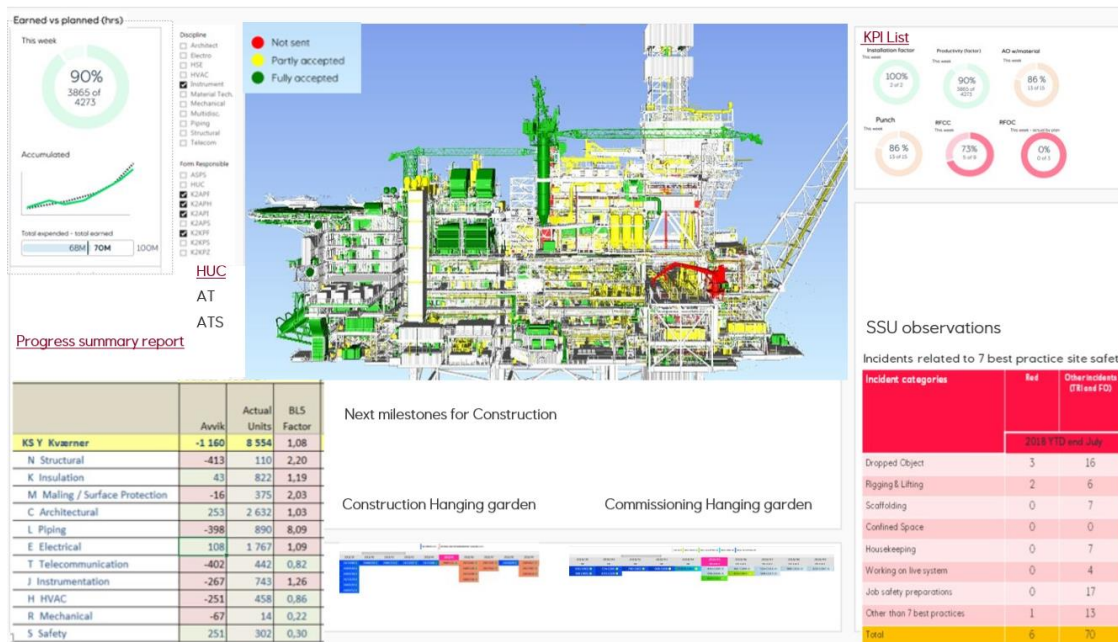 Earned vs planned (hrs)
This week
90%
3865 of
4273
Accumulated
Total expended - total earned
68M 70M 100M
Discipline
Architect
Electro
HSE
HVAC
Instrument
Material Tech.
Mechanical
Multidisc.
Piping
Structural
Telecom
Form Responsible
ASPS
HUC
K2APF
K2APH
K2API
K2APS
K2KPF
K2KPS
K2KPZ
HUC
AT
ATS
Progress summary report
Not sent
Partly accepted
Fully accepted
KPI List
Installation factor
This week
100%
2 of 2
Productivity (factor)
This week
90%
3865 of
4273
AO w/material
This week
86 %
13 of 15
Punch
This week
86 %
13 of 15
RFCC
This week
73%
RFOC
0%
0 of 3
SSU observations
Incidents related to 7 best practice site safet
Incident categories Red Other incidents
(TRI and FO)
2016 YTD end July
Dropped Object 3 16
Rigging & Lifting 2 6
Scaffolding 0 7
Confined Space 0 0
Housekeeping 0 7
Working on live system 0 4
Job safety preparations 0 17
Other than 7 best practices 1 13
Total 6 70
Avvik Actual Units BLS Factor
KS Y Kværner -1 160 8 554 1,08
N Structural -413 110 2,20
K Insulation 43 822 1,19
M Maling / Surface Protection -16 375 2,03
C Architectural 253 2 632 1,03
L Piping -398 890 8,09
E Electrical 108 1 767 1,09
T Telecommunication -402 442 0,82
J Instrumentation -267 743 1,26
H HVAC -251 458 0,86
R Mechanical -67 14 0,22
S Safety 251 302 0,30
Next milestones for Construction
Construction Hanging garden
Commissioning Hanging garden